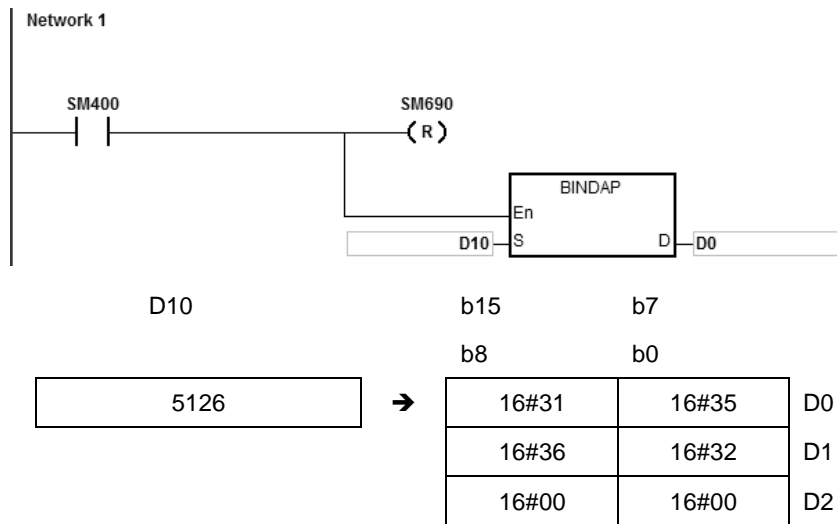 Network 1
SM400 SM690
( R )
BINDAP
En
D10 S D D0
D10 b15 b7
b8 b0
5126 ➔ 16#31 16#35 D0
16#36 16#32 D1
16#00 16#00 D2